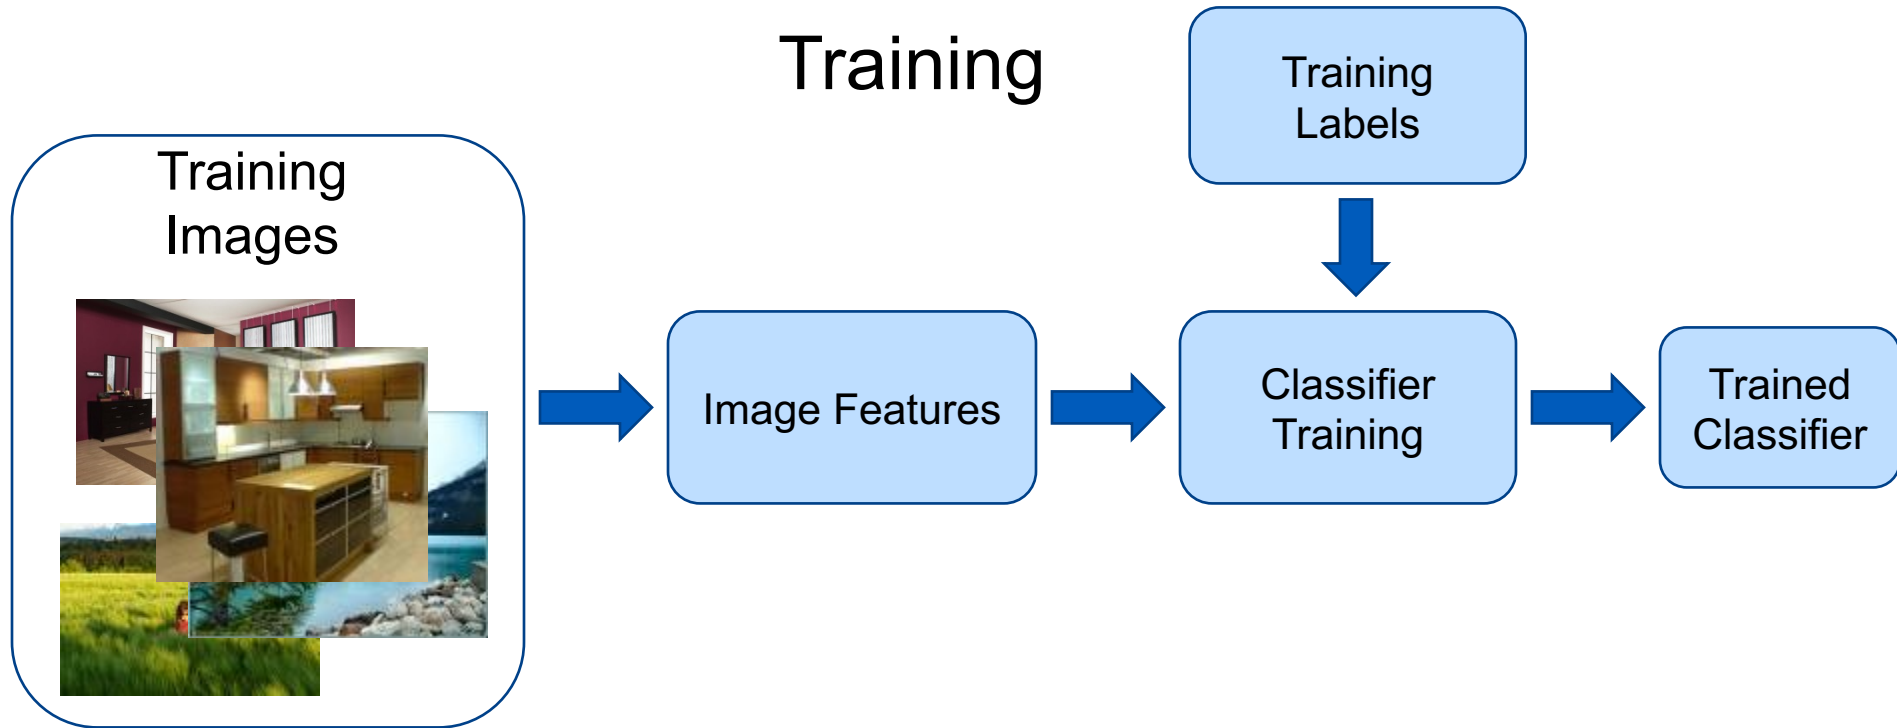 Training
Training
Labels
Training
Images
Image Features
Classifier
Training
Trained
Classifier